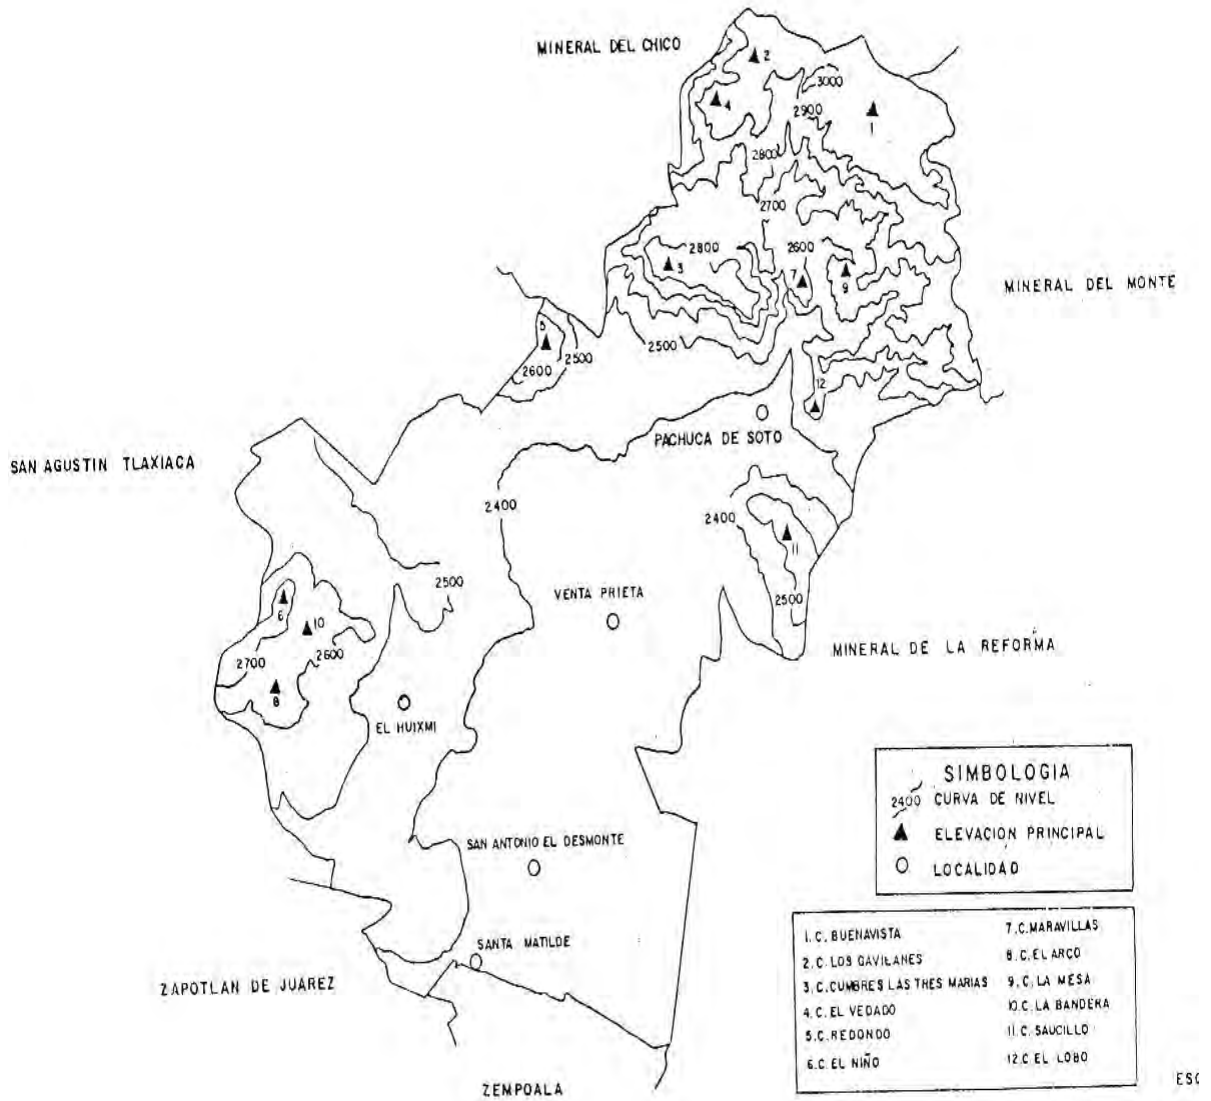 MINERAL DEL CHICO
2
3000
4
2900
1
2800
2700
2800
3
2600
7
9
MINERAL DEL MONTE
5
2500
2600
2500
12
PACHUCA DE SOTO
SAN AGUSTIN TLAXIACA
2400
2400
11
2500
VENTA PRIETA
2500
6
10
2700
2600
8
MINERAL DE LA REFORMA
EL HUIXMI
SAN ANTONIO EL DESMONTE
SANTA MATILDE
ZAPOTLAN DE JUAREZ
ZEMPOALA
SIMBOLOGIA
2400 CURVA DE NIVEL
ELEVACION PRINCIPAL
LOCALIDAD
1. C. BUENAVISTA
2. C. LOS GAVILANES
3. C. CUMBRES LAS TRES MARIAS
4. C. EL VEDADO
5. C. REDONDO
6. C. EL NIÑO
7. C. MARAVILLAS
8. C. EL ARCO
9. C. LA MESA
10. C. LA BANDERA
11. C. SAUCILLO
12. C. EL LOBO